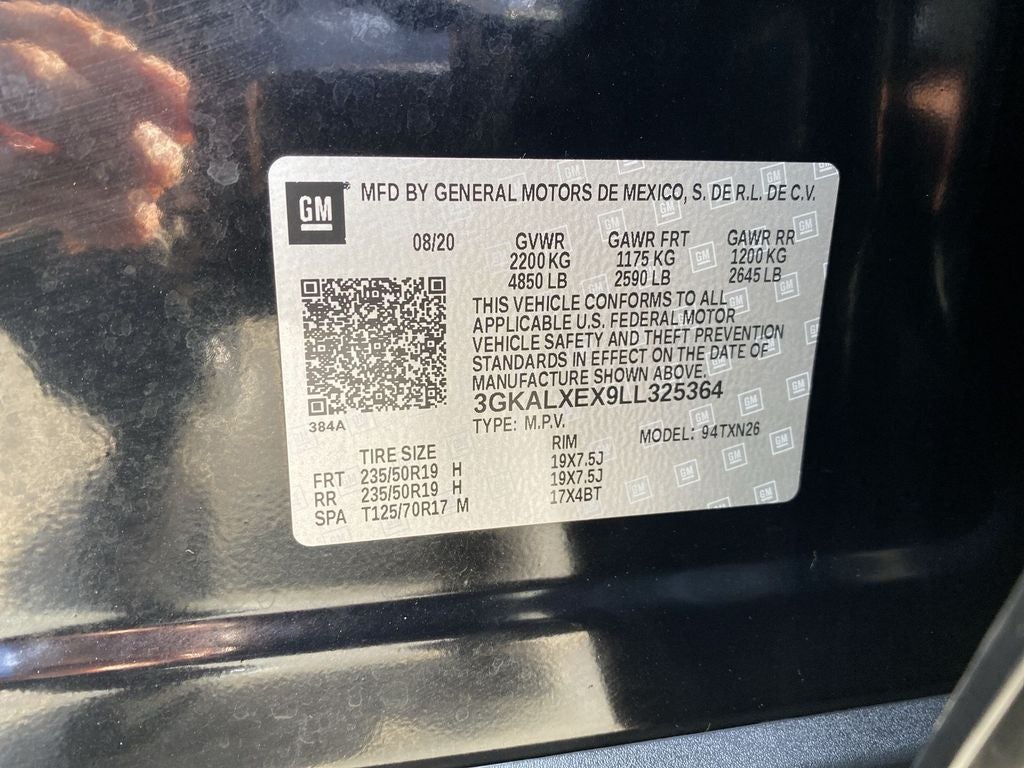 GM
MFD BY GENERAL MOTORS DE MEXICO, S. DE R.L. DE C.V.
08/20 GVWR GAWR FRT GAWR RR
2200 KG 1175 KG 1200 KG
4850 LB 2590 LB 2645 LB
THIS VEHICLE CONFORMS TO ALL
APPLICABLE U.S. FEDERAL MOTOR
VEHICLE SAFETY AND THEFT PREVENTION
STANDARDS IN EFFECT ON THE DATE OF
MANUFACTURE SHOWN ABOVE.
3GKALXEX9LL325364
384A
TYPE: M.P.V. MODEL: 94TXN26
TIRE SIZE RIM
FRT 235/50R19 H 19X7.5J
RR 235/50R19 H 19X7.5J
SPA T125/70R17 M 17X4BT